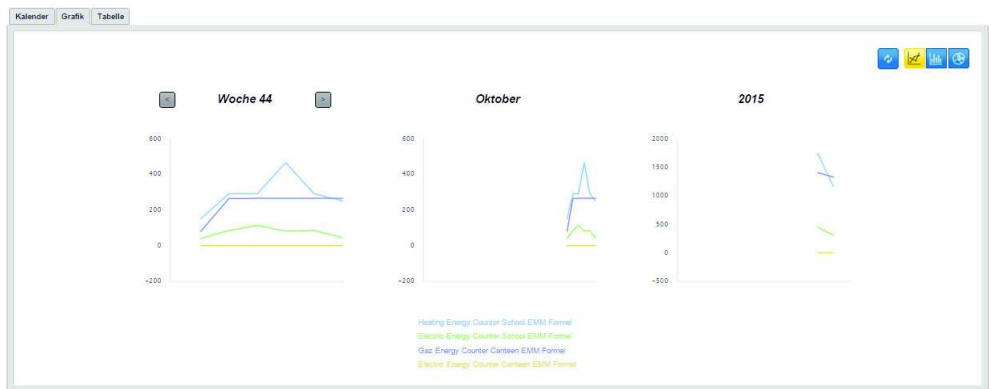 Kalender Grafik Tabelle
< Woche 44 > Oktober 2015
600 600 2000
400 400 1500
200 200 1000
0 0 500
-200 -200 0
-500
Heating Energy Counter School EMM Formel
Electric Energy Counter School EMM Formel
Gaz Energy Counter Canteen EMM Formel
Electric Energy Counter Canteen EMM Formel